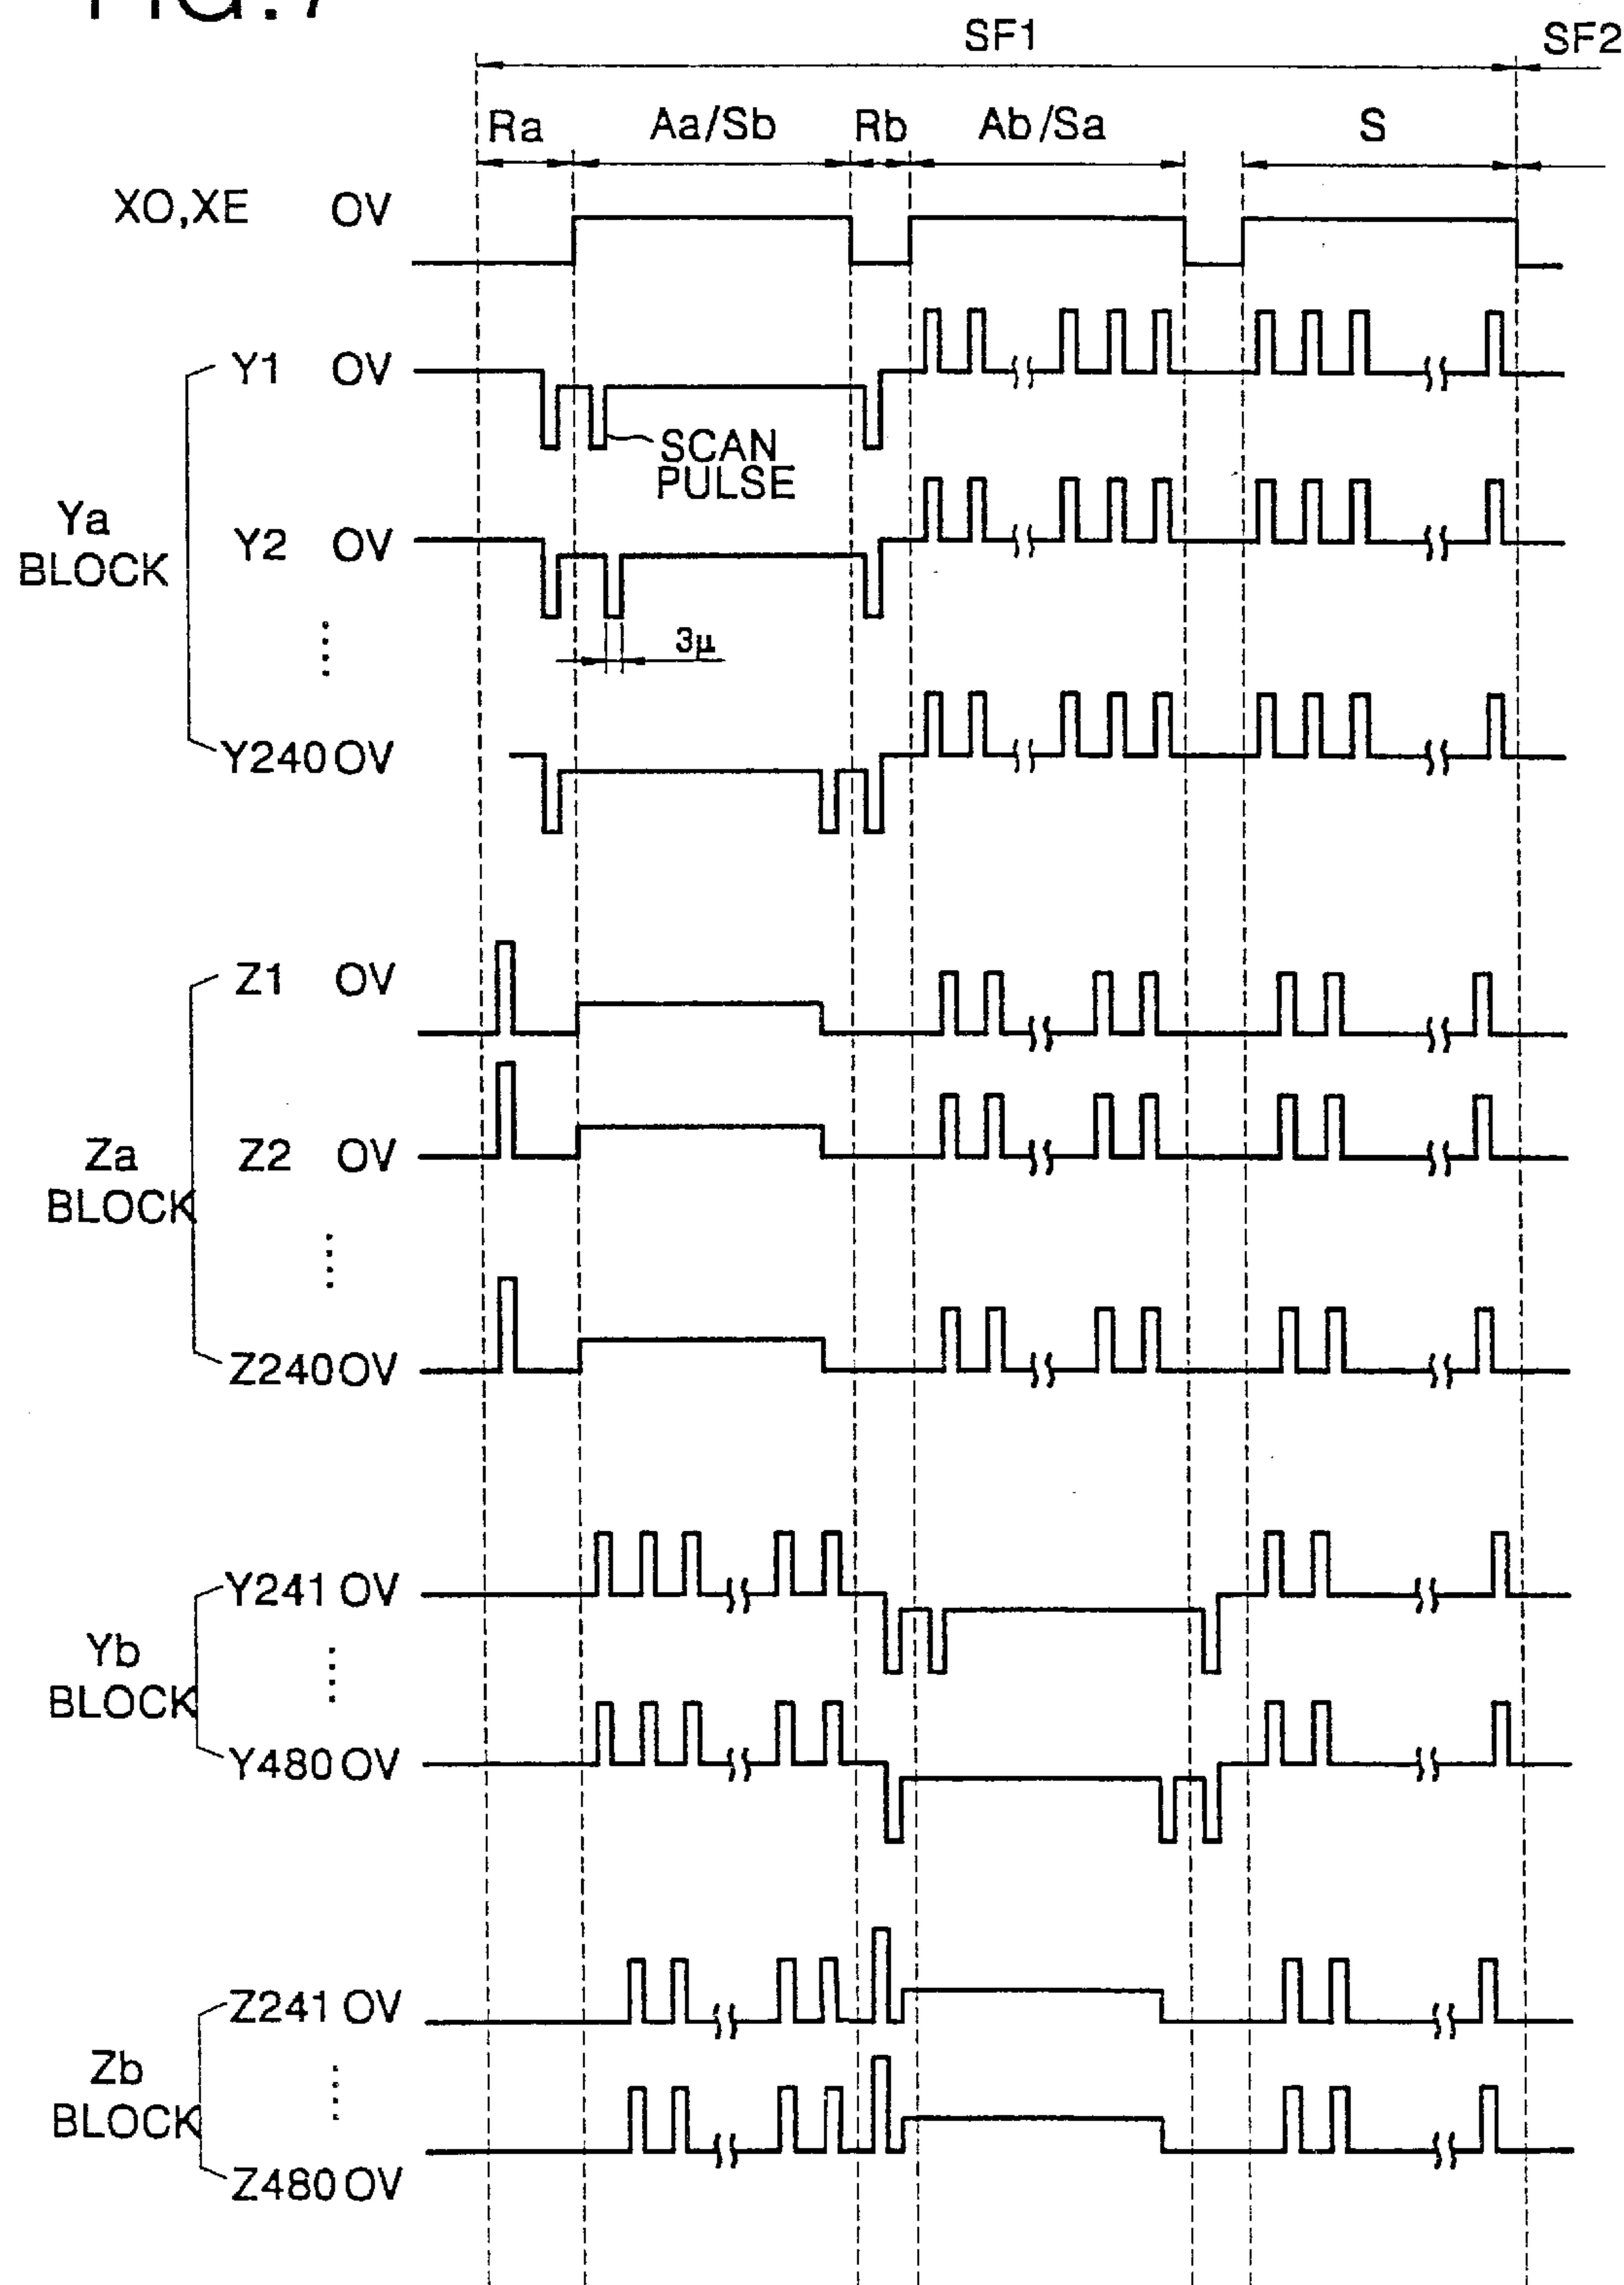 FIG.7
SF1 SF2
Ra Aa/Sb Rb Ab/Sa S
XO,XE OV
Y1 OV
SCAN
PULSE
Ya
BLOCK
Y2 OV
3μ
Y240 OV
Z1 OV
Za
BLOCK
Z2 OV
Z240 OV
Y241 OV
Yb
BLOCK
Y480 OV
Z241 OV
Zb
BLOCK
Z480 OV